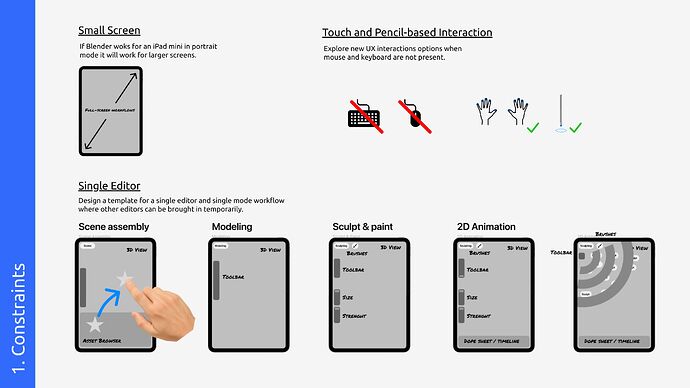 Small Screen
If Blender woks for an iPad mini in portrait
mode it will work for larger screens.
Full-screen workflows
Touch and Pencil-based Interaction
Explore new UX interactions options when
mouse and keyboard are not present.
Single Editor
Design a template for a single editor and single mode workflow
where other editors can be brought in temporarily.
Scene assembly
3D View
Asset Browser
Modeling
Modeling
3D View
Toolbar
Sculpt & paint
Sculpting
3D View
Brushes
Toolbar
Size
Strenght
2D Animation
Sculpting
3D View
Brushes
Toolbar
Size
Strenght
Dope sheet / timeline
Brushes
Toolbar
Sculpting
Sculpt
Dope sheet / timeline
1. Constraints